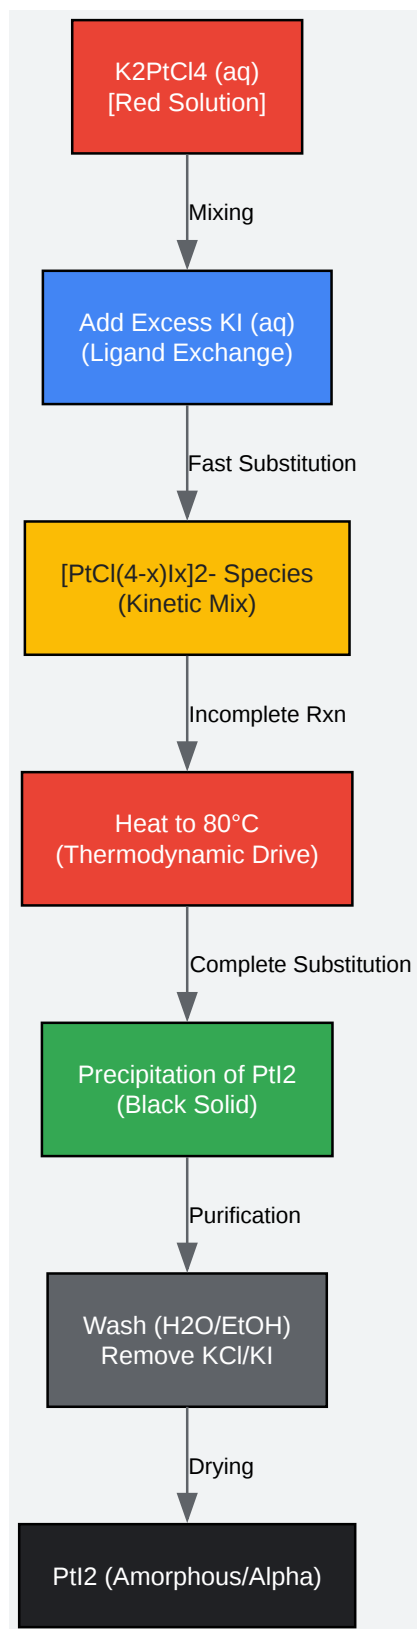 K2PtCl4 (aq)
[Red Solution]
Mixing
Add Excess KI (aq)
(Ligand Exchange)
Fast Substitution
[PtCl(4-x)Ix]2- Species
(Kinetic Mix)
Incomplete Rxn
Heat to 80°C
(Thermodynamic Drive)
Complete Substitution
Precipitation of PtI2
(Black Solid)
Purification
Wash (H2O/EtOH)
Remove KCl/KI
Drying
PtI2 (Amorphous/Alpha)